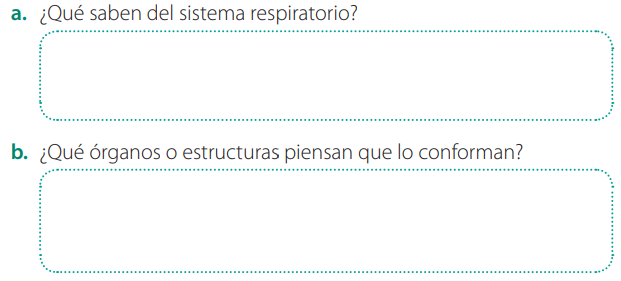 a. ¿Qué saben del sistema respiratorio?
b. ¿Qué órganos o estructuras piensan que lo conforman?